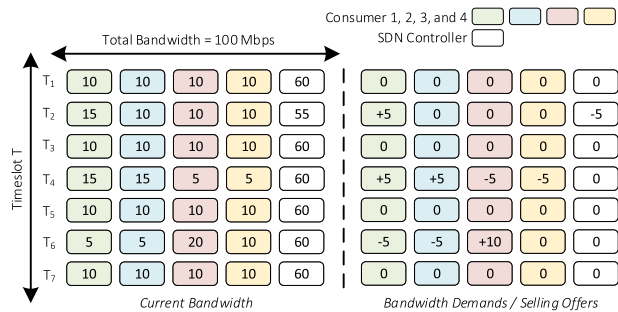 Consumer 1, 2, 3, and 4
Total Bandwidth = 100 Mbps
SDN Controller
Timeslot T
T1 10 10 10 10 60 0 0 0 0 0
T2 15 10 10 10 55 +5 0 0 0 -5
T3 10 10 10 10 60 0 0 0 0 0
T4 15 15 5 5 60 +5 +5 -5 -5 0
T5 10 10 10 10 60 0 0 0 0 0
T6 5 5 20 10 60 -5 -5 +10 0 0
T7 10 10 10 10 60 0 0 0 0 0
Current Bandwidth
Bandwidth Demands / Selling Offers